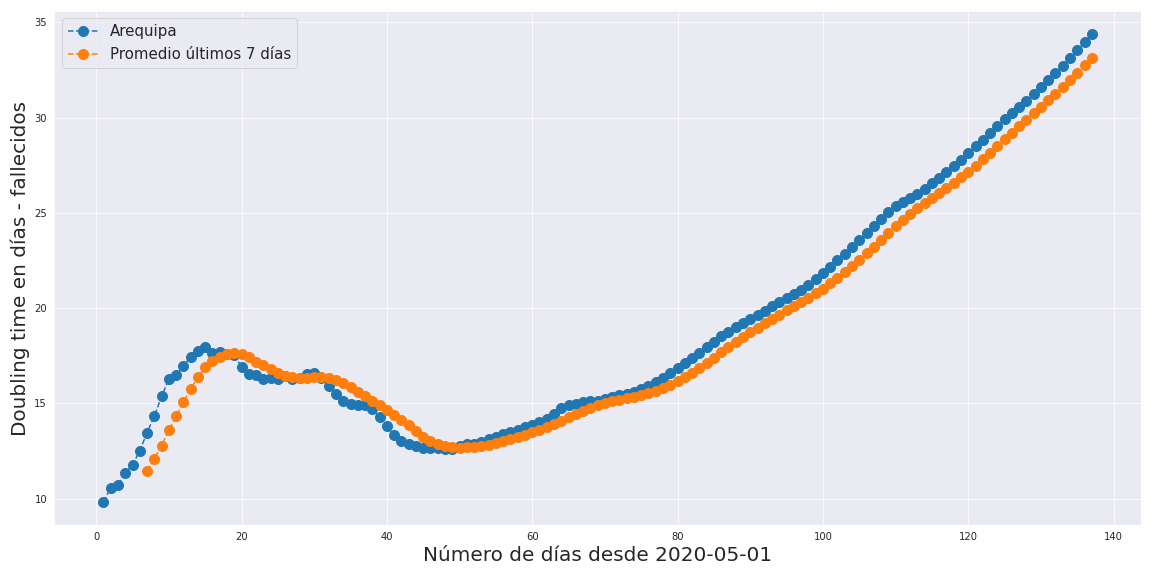 Arequipa
Promedio últimos 7 días
Doubling time en días - fallecidos
35
30
25
20
15
10
0 20 40 60 80 100 120 140
Número de días desde 2020-05-01